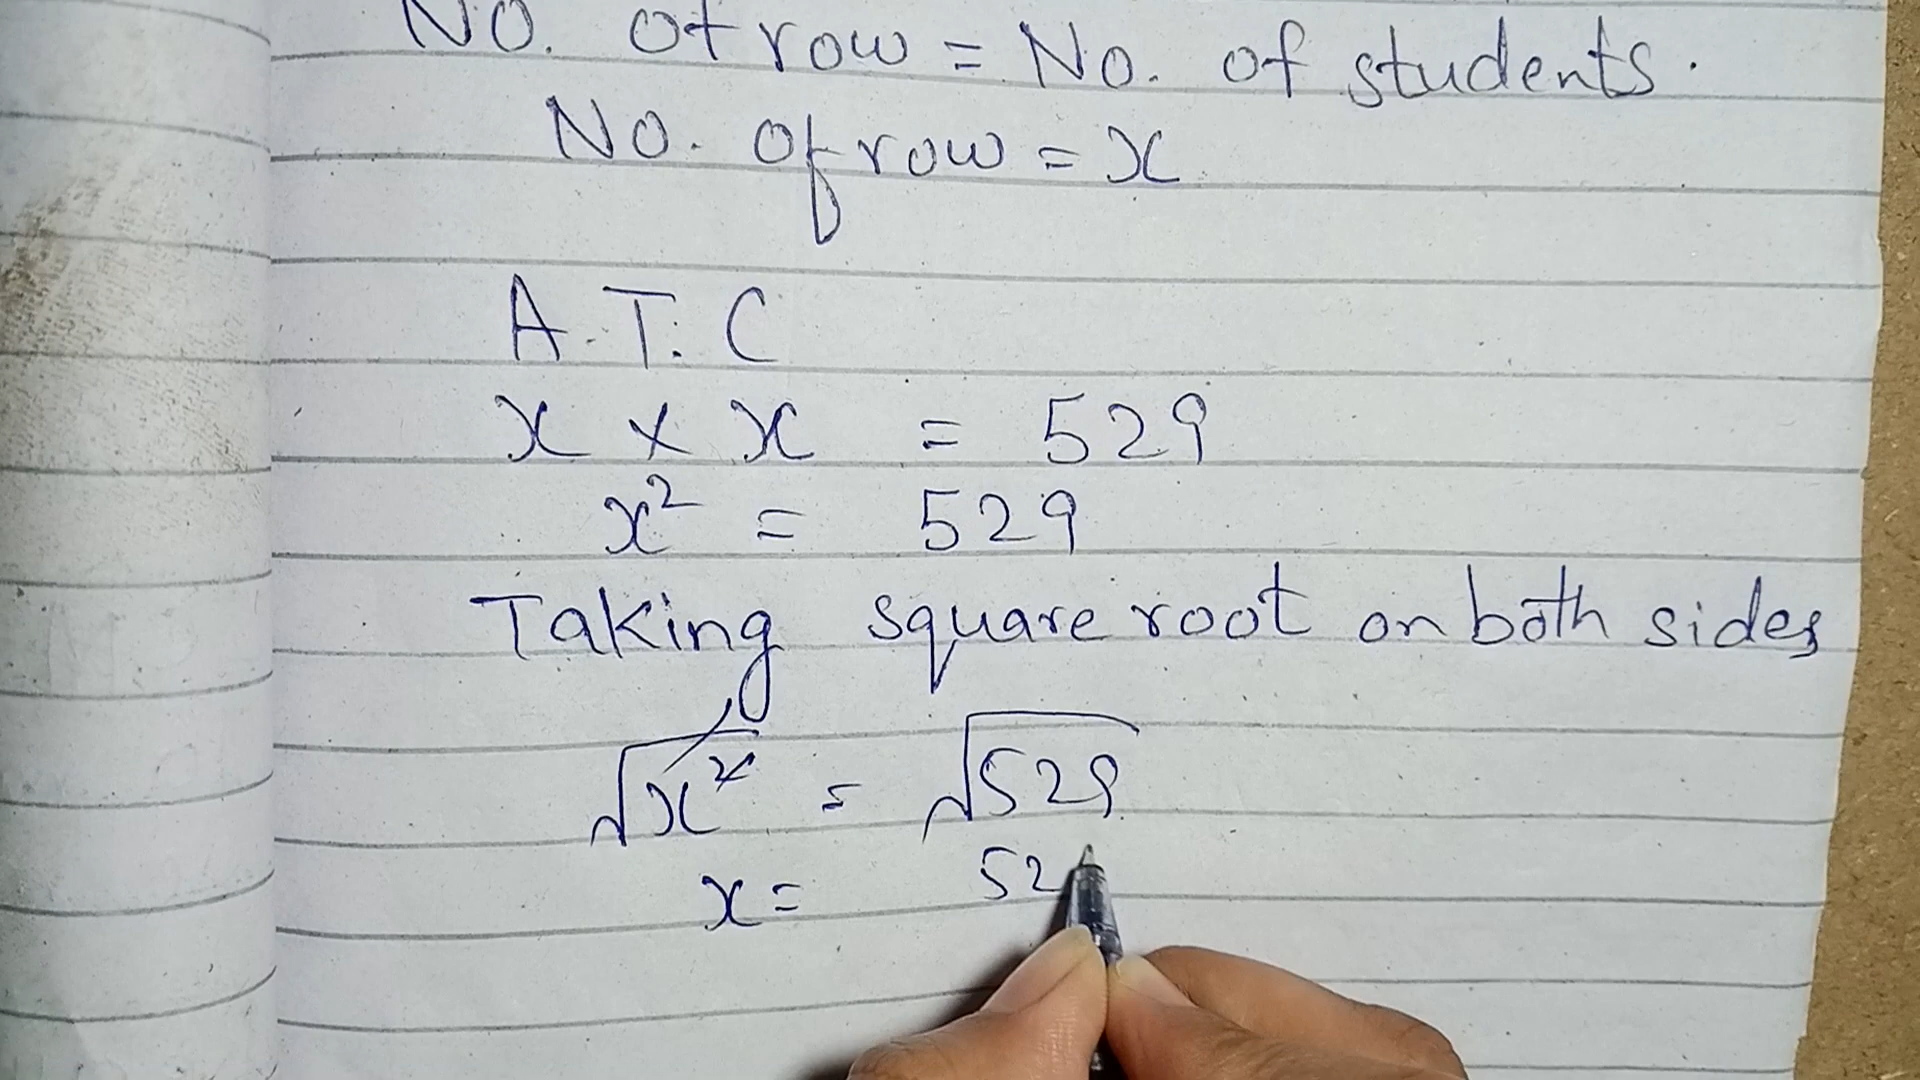 No. of row = No. of students.
No. of row = x
A.T.C
x × x = 529
x² = 529
Taking square root on both sides
√x² = √529
x = 52